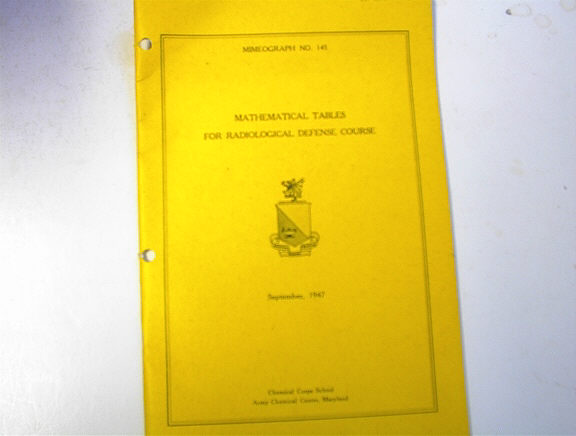 MIMEOGRAPH NO. 145
MATHEMATICAL TABLES
FOR RADIOLOGICAL DEFENSE COURSE
September, 1947
Chemical Corps School
Army Chemical Center, Maryland